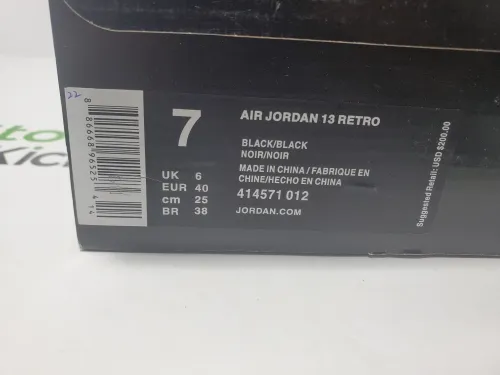 22
7
AIR JORDAN 13 RETRO
BLACK/BLACK
NOIR/NOIR
MADE IN CHINA / FABRIQUE EN
CHINE/HECHO EN CHINA
414571 012
JORDAN.COM
UK 6
EUR 40
cm 25
BR 38
Suggested Retail: USD $200.00